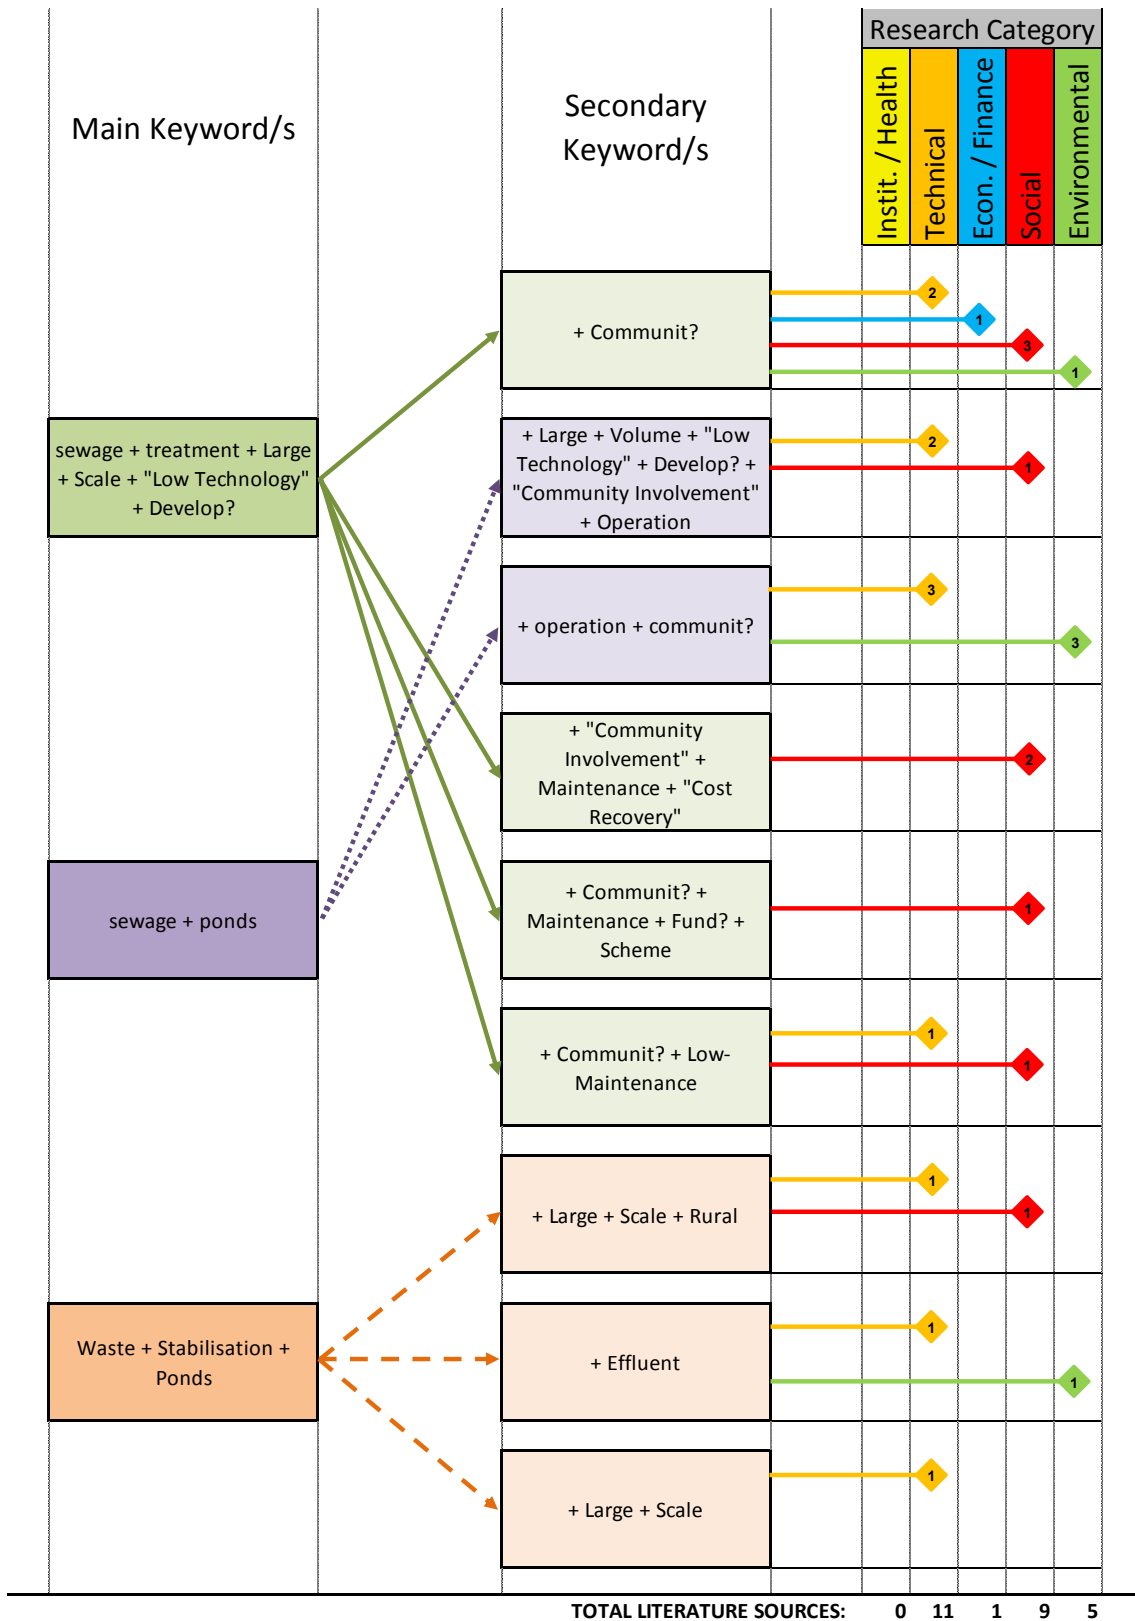 Research Category
Main Keyword/s
Secondary
Keyword/s
Instit. / Health
Technical
Econ. / Finance
Social
Environmental
+ Communit?
2
1
3
1
sewage + treatment + Large
+ Scale + "Low Technology"
+ Develop?
+ Large + Volume + "Low
Technology" + Develop? +
"Community Involvement"
+ Operation
2
1
+ operation + communit?
3
3
+ "Community
Involvement" +
Maintenance + "Cost
Recovery"
2
sewage + ponds
+ Communit? +
Maintenance + Fund? +
Scheme
1
+ Communit? + Low-
Maintenance
1
1
+ Large + Scale + Rural
1
1
Waste + Stabilisation +
Ponds
+ Effluent
1
1
+ Large + Scale
1
TOTAL LITERATURE SOURCES: 0 11 1 9 5